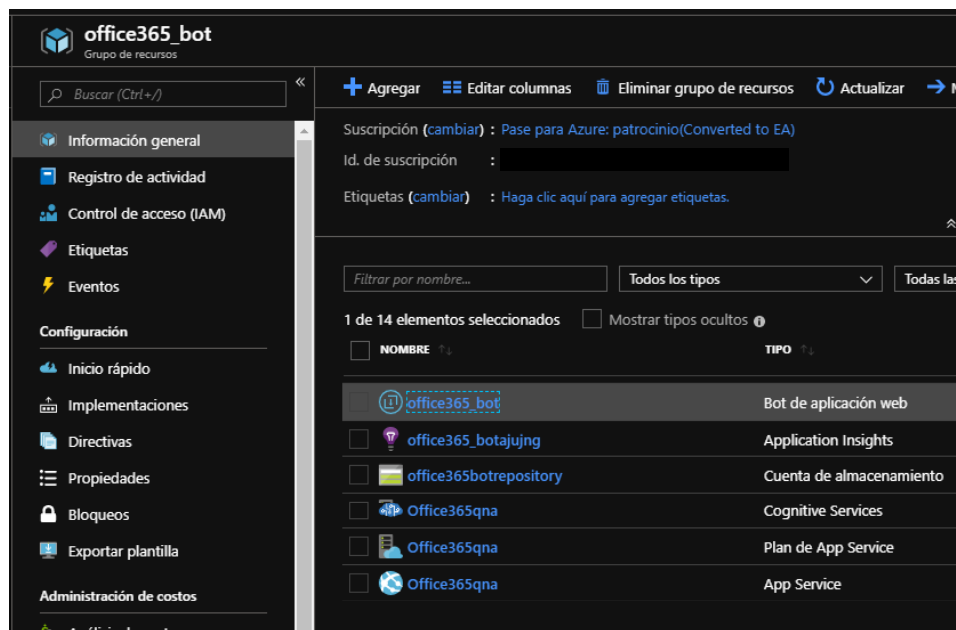 office365_bot
Grupo de recursos
Buscar (Ctrl+/)
«
Información general
Registro de actividad
Control de acceso (IAM)
Etiquetas
Eventos
Configuración
Inicio rápido
Implementaciones
Directivas
Propiedades
Bloqueos
Exportar plantilla
Administración de costos
Agregar Editar columnas Eliminar grupo de recursos Actualizar
Suscripción (cambiar) : Pase para Azure: patrocinio(Converted to EA)
Id. de suscripción :
Etiquetas (cambiar) : Haga clic aquí para agregar etiquetas.
Filtrar por nombre... Todos los tipos Todas las
1 de 14 elementos seleccionados Mostrar tipos ocultos
NOMBRE TIPO
office365_bot Bot de aplicación web
office365_botajujng Application Insights
office365botrepository Cuenta de almacenamiento
Office365qna Cognitive Services
Office365qna Plan de App Service
Office365qna App Service